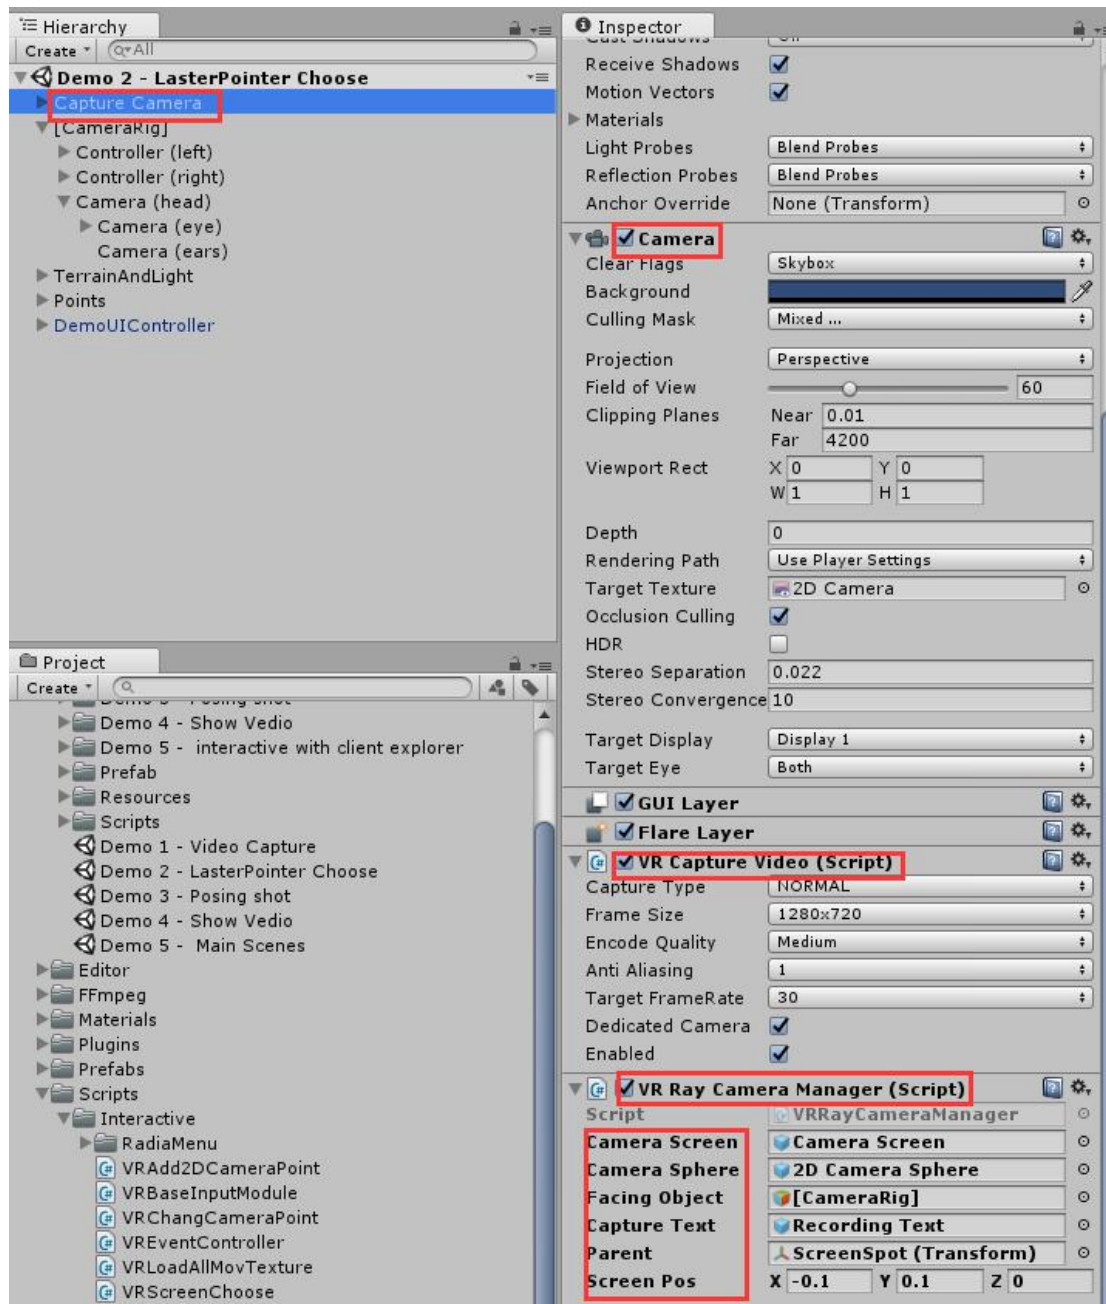 Hierarchy
Create All
Demo 2 - LasterPointer Choose
Capture Camera
[CameraRig]
Controller (left)
Controller (right)
Camera (head)
Camera (eye)
Camera (ears)
TerrainAndLight
Points
DemoUIController
Project
Create
Demo 3 - Posing shot
Demo 4 - Show Vedio
Demo 5 -  interactive with client explorer
Prefab
Resources
Scripts
Demo 1 - Video Capture
Demo 2 - LasterPointer Choose
Demo 3 - Posing shot
Demo 4 - Show Vedio
Demo 5 -  Main Scenes
Editor
FFmpeg
Materials
Plugins
Prefabs
Scripts
Interactive
RadiaMenu
VRAdd2DCameraPoint
VRBaseInputModule
VRChangCameraPoint
VREventController
VRLoadAllMovTexture
VRScreenChoose
Inspector
Cast Shadows On
Receive Shadows
Motion Vectors
Materials
Light Probes Blend Probes
Reflection Probes Blend Probes
Anchor Override None (Transform)
Camera
Clear Flags Skybox
Background
Culling Mask Mixed ...
Projection Perspective
Field of View 60
Clipping Planes Near 0.01
Far 4200
Viewport Rect X 0 Y 0
W 1 H 1
Depth 0
Rendering Path Use Player Settings
Target Texture 2D Camera
Occlusion Culling
HDR
Stereo Separation 0.022
Stereo Convergence 10
Target Display Display 1
Target Eye Both
GUI Layer
Flare Layer
VR Capture Video (Script)
Capture Type NORMAL
Frame Size 1280x720
Encode Quality Medium
Anti Aliasing 1
Target FrameRate 30
Dedicated Camera
Enabled
VR Ray Camera Manager (Script)
Script VRRayCameraManager
Camera Screen Camera Screen
Camera Sphere 2D Camera Sphere
Facing Object [CameraRig]
Capture Text Recording Text
Parent ScreenSpot (Transform)
Screen Pos X -0.1 Y 0.1 Z 0